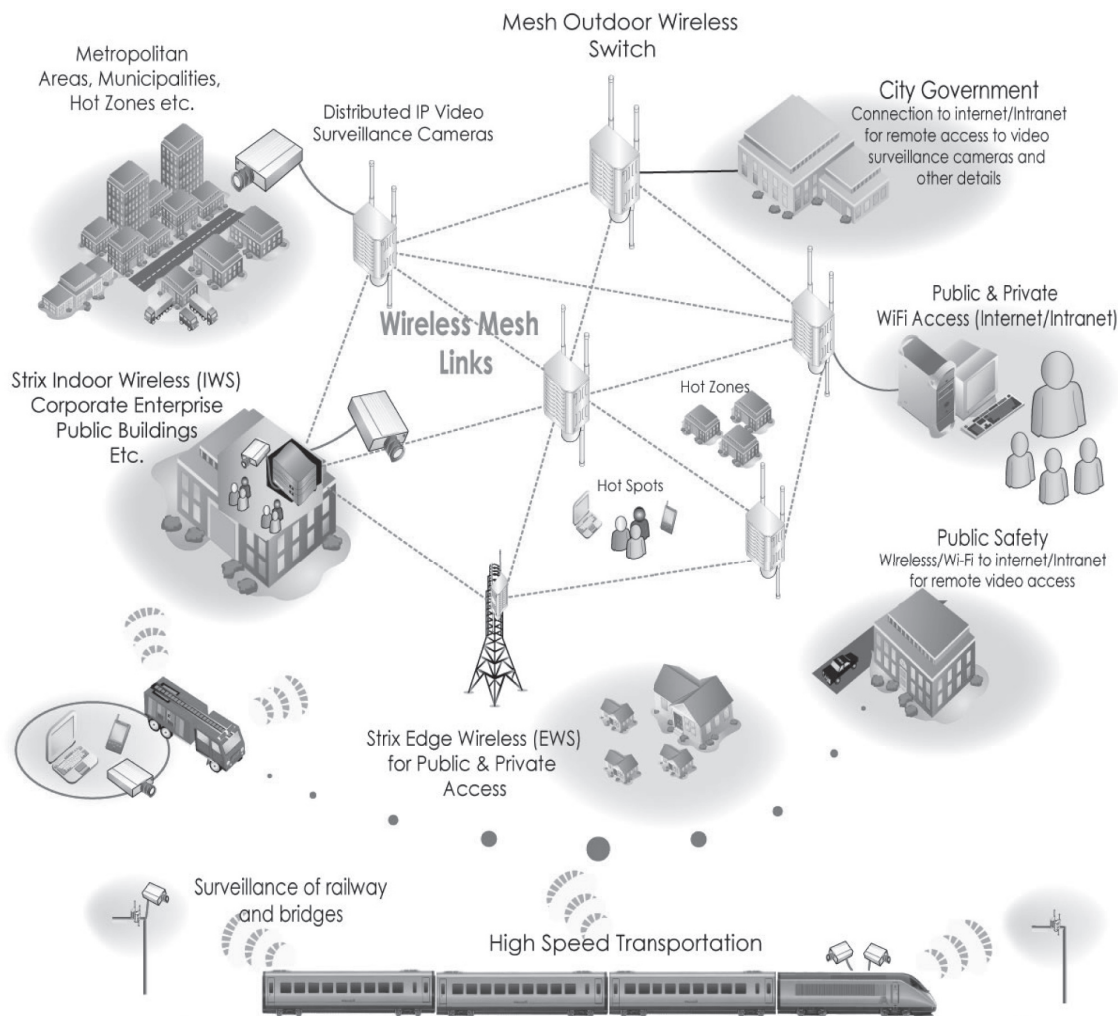 Mesh Outdoor Wireless
Switch
Metropolitan
Areas, Municipalities,
Hot Zones etc.
Distributed IP Video
Surveillance Cameras
City Government
Connection to internet/Intranet
for remote access to video
surveillance cameras and
other details
Wireless Mesh
Links
Public & Private
WiFi Access (Internet/Intranet)
Strix Indoor Wireless (IWS)
Corporate Enterprise
Public Buildings
Etc.
Hot Zones
Hot Spots
Public Safety
Wirelesss/Wi-Fi to internet/Intranet
for remote video access
Strix Edge Wireless (EWS)
for Public & Private
Access
Surveillance of railway
and bridges
High Speed Transportation